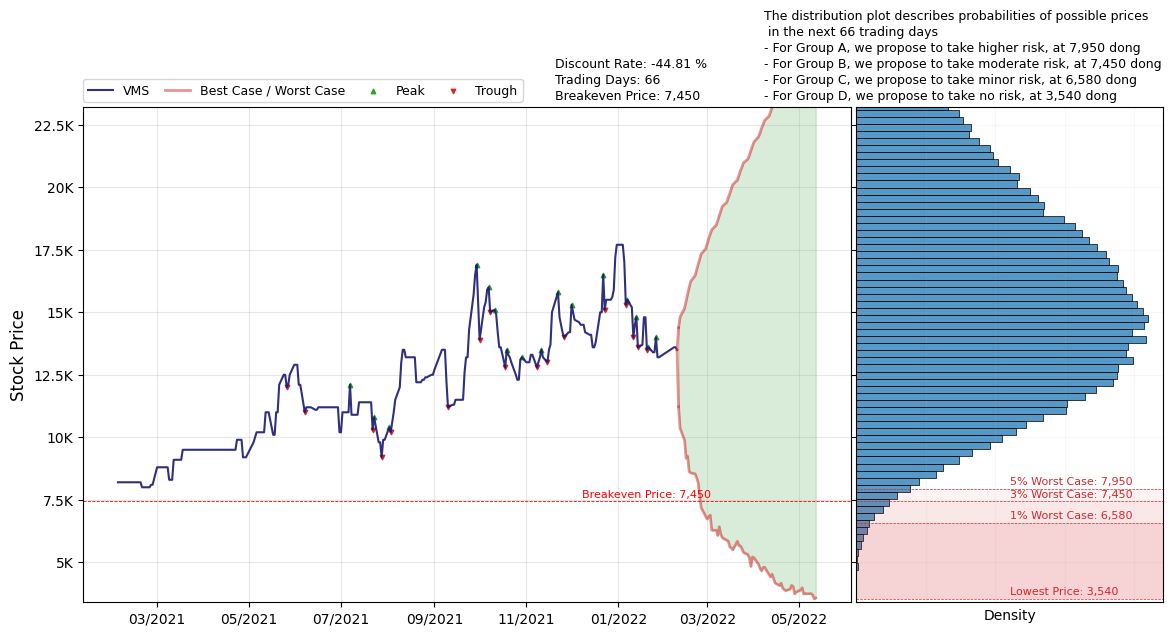 The distribution plot describes probabilities of possible prices
in the next 66 trading days
- For Group A, we propose to take higher risk, at 7,950 dong
- For Group B, we propose to take moderate risk, at 7,450 dong
- For Group C, we propose to take minor risk, at 6,580 dong
- For Group D, we propose to take no risk, at 3,540 dong
Discount Rate: -44.81 %
Trading Days: 66
Breakeven Price: 7,450
VMS
Best Case / Worst Case
Peak
Trough
Stock Price
22.5K
20K
17.5K
15K
12.5K
10K
7.5K
5K
Breakeven Price: 7,450
5% Worst Case: 7,950
3% Worst Case: 7,450
1% Worst Case: 6,580
Lowest Price: 3,540
03/2021
05/2021
07/2021
09/2021
11/2021
01/2022
03/2022
05/2022
Density